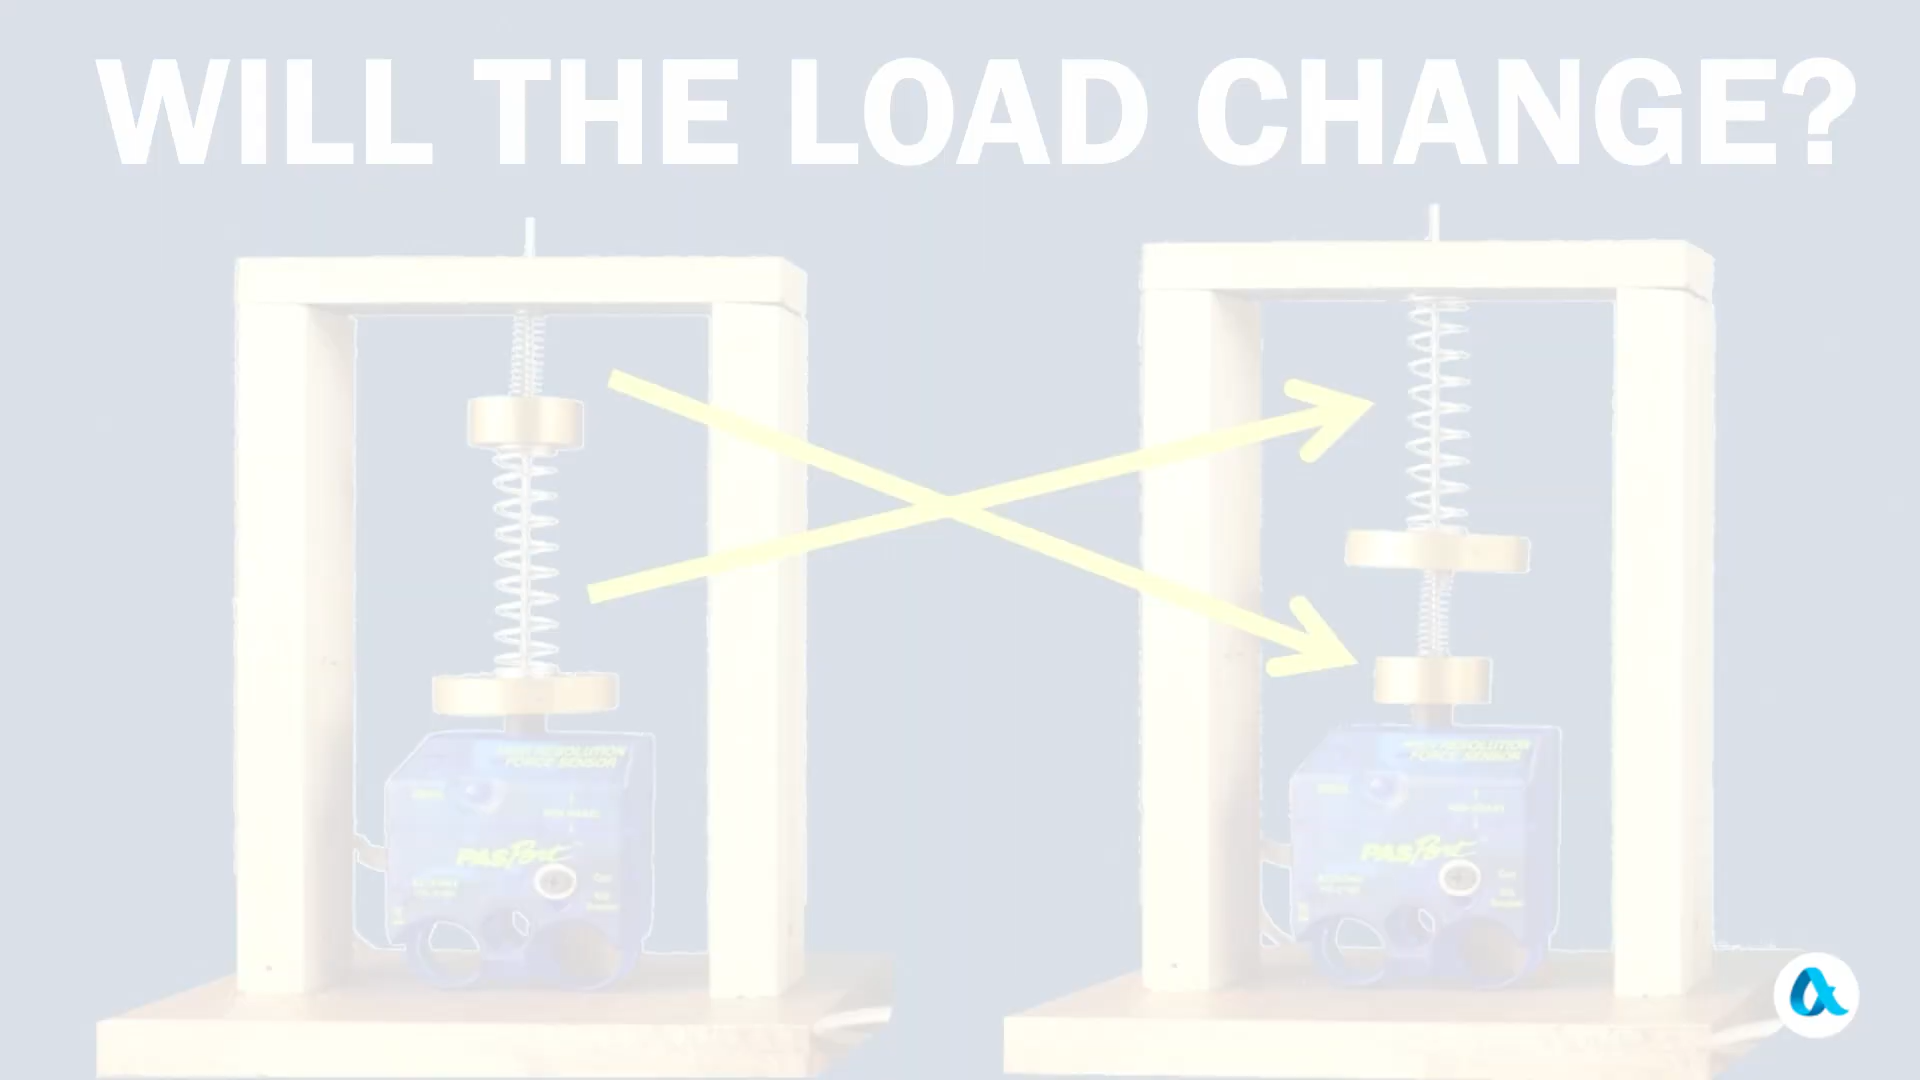 WILL THE LOAD CHANGE?
HIGH RESOLUTION
FORCE SENSOR
PASPort
HIGH RESOLUTION
FORCE SENSOR
PASPort